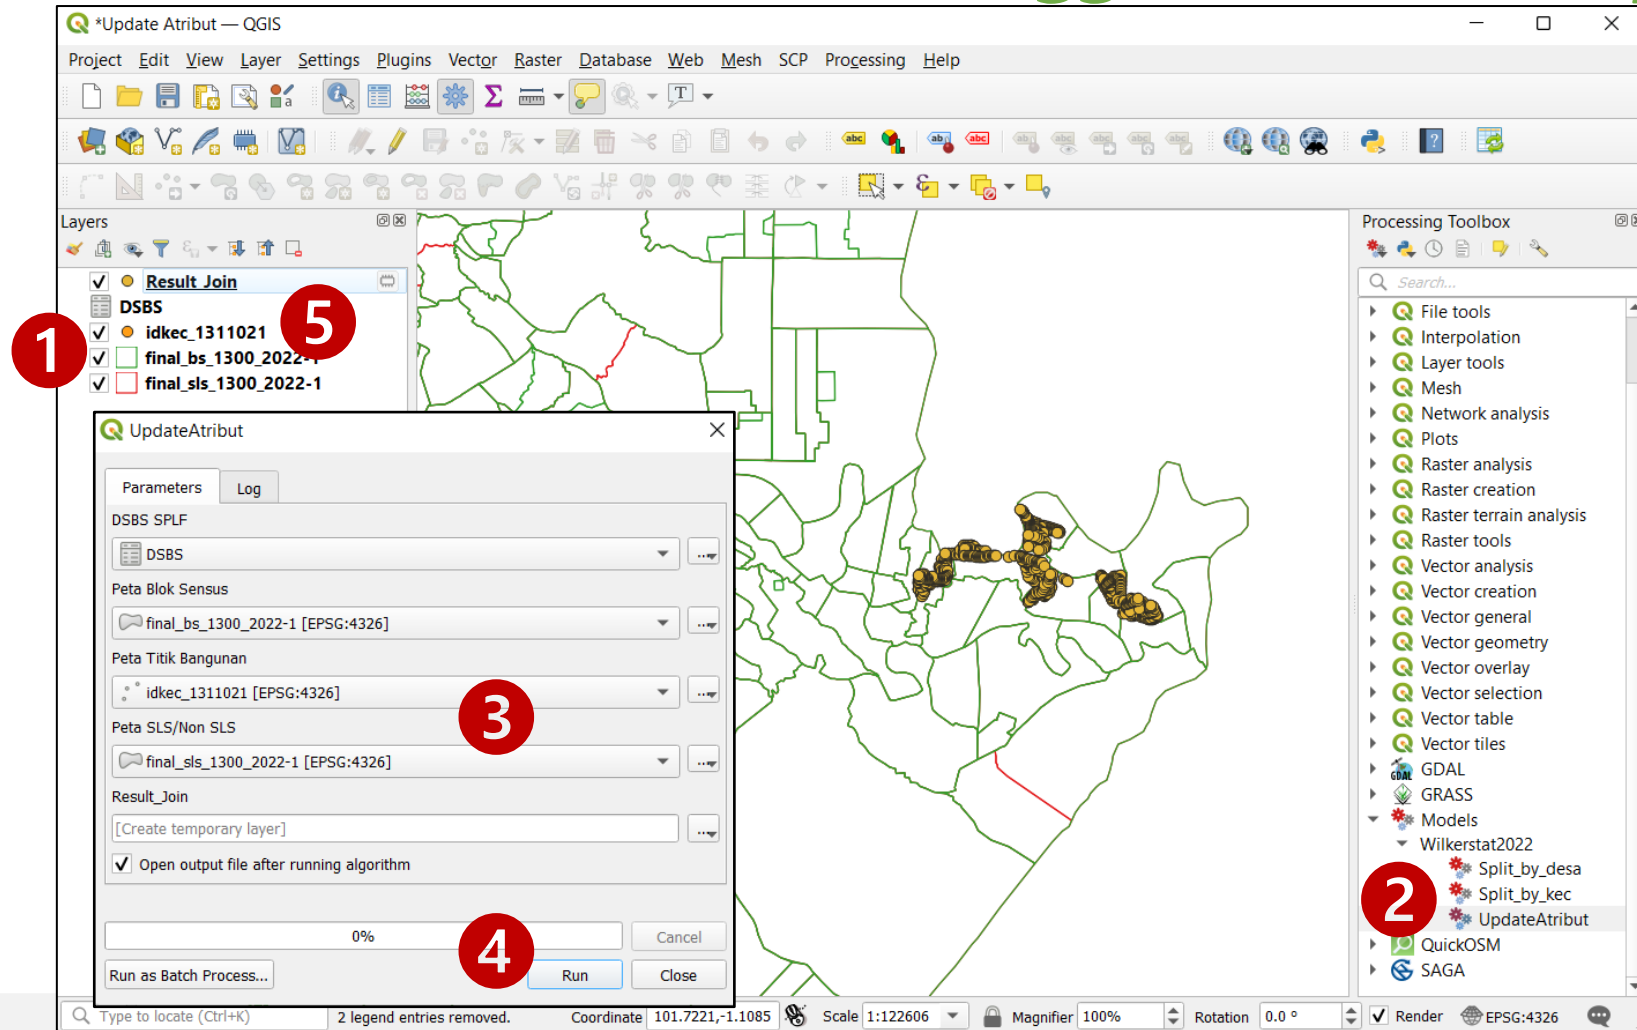 *Update Atribut — QGIS
Project Edit View Layer Settings Plugins Vector Raster Database Web Mesh SCP Processing Help
Layers
Result_Join
DSBS
idkec_1311021
final_bs_1300_2022-1
final_sls_1300_2022-1
1
5
UpdateAtribut
Parameters Log
DSBS SPLF
DSBS
Peta Blok Sensus
final_bs_1300_2022-1 [EPSG:4326]
Peta Titik Bangunan
idkec_1311021 [EPSG:4326]
3
Peta SLS/Non SLS
final_sls_1300_2022-1 [EPSG:4326]
Result_Join
[Create temporary layer]
Open output file after running algorithm
0%
Cancel
4
Run as Batch Process...
Run
Close
Processing Toolbox
Search...
File tools
Interpolation
Layer tools
Mesh
Network analysis
Plots
Raster analysis
Raster creation
Raster terrain analysis
Raster tools
Vector analysis
Vector creation
Vector general
Vector geometry
Vector overlay
Vector selection
Vector table
Vector tiles
GDAL
GRASS
Models
Wilkerstat2022
Split_by_desa
Split_by_kec
UpdateAtribut
2
QuickOSM
SAGA
Type to locate (Ctrl+K) 2 legend entries removed. Coordinate 101.7221,-1.1085 Scale 1:122606 Magnifier 100% Rotation 0.0 ° Render EPSG:4326